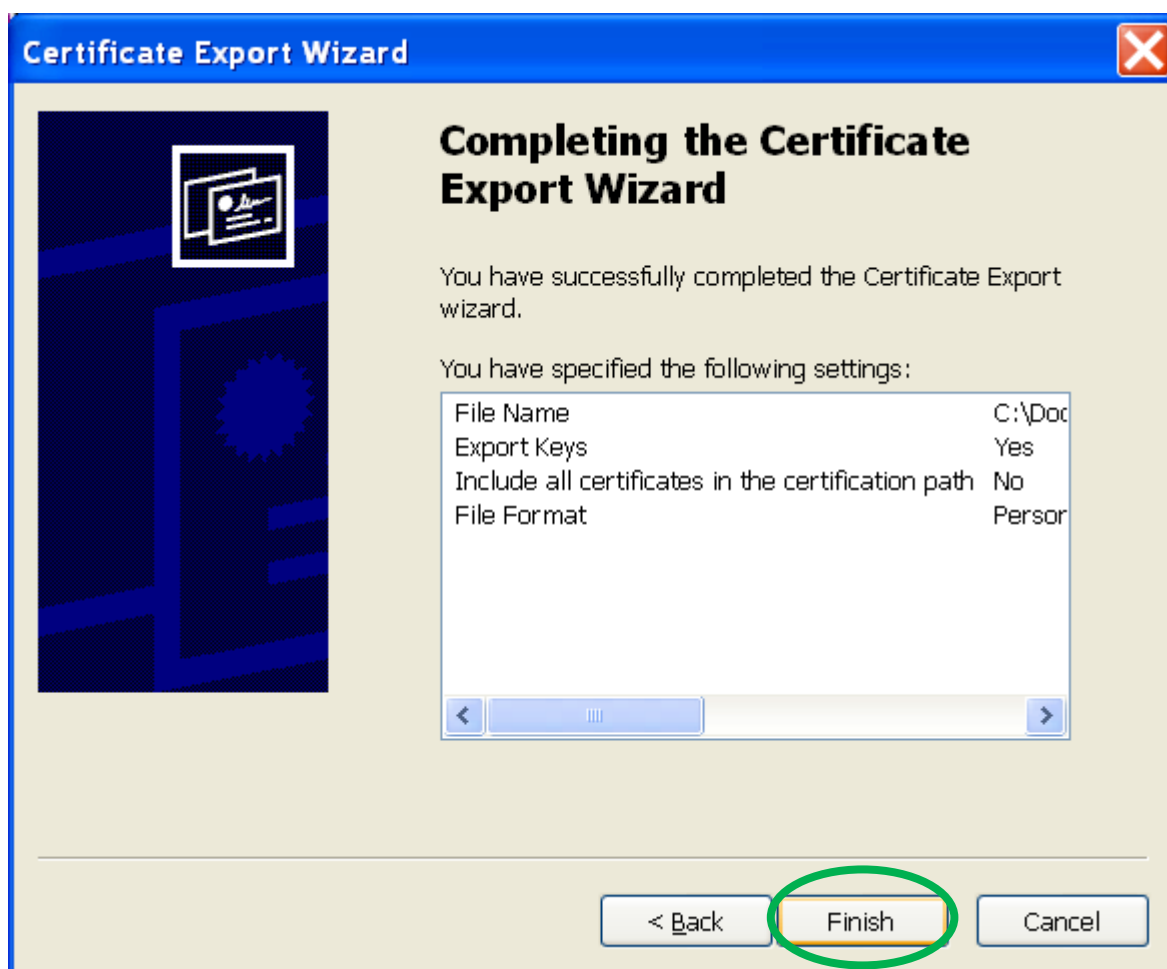 Certificate Export Wizard
Completing the Certificate
Export Wizard
You have successfully completed the Certificate Export
wizard.
You have specified the following settings:
File Name C:\Doc
Export Keys Yes
Include all certificates in the certification path No
File Format Person
< Back Finish Cancel